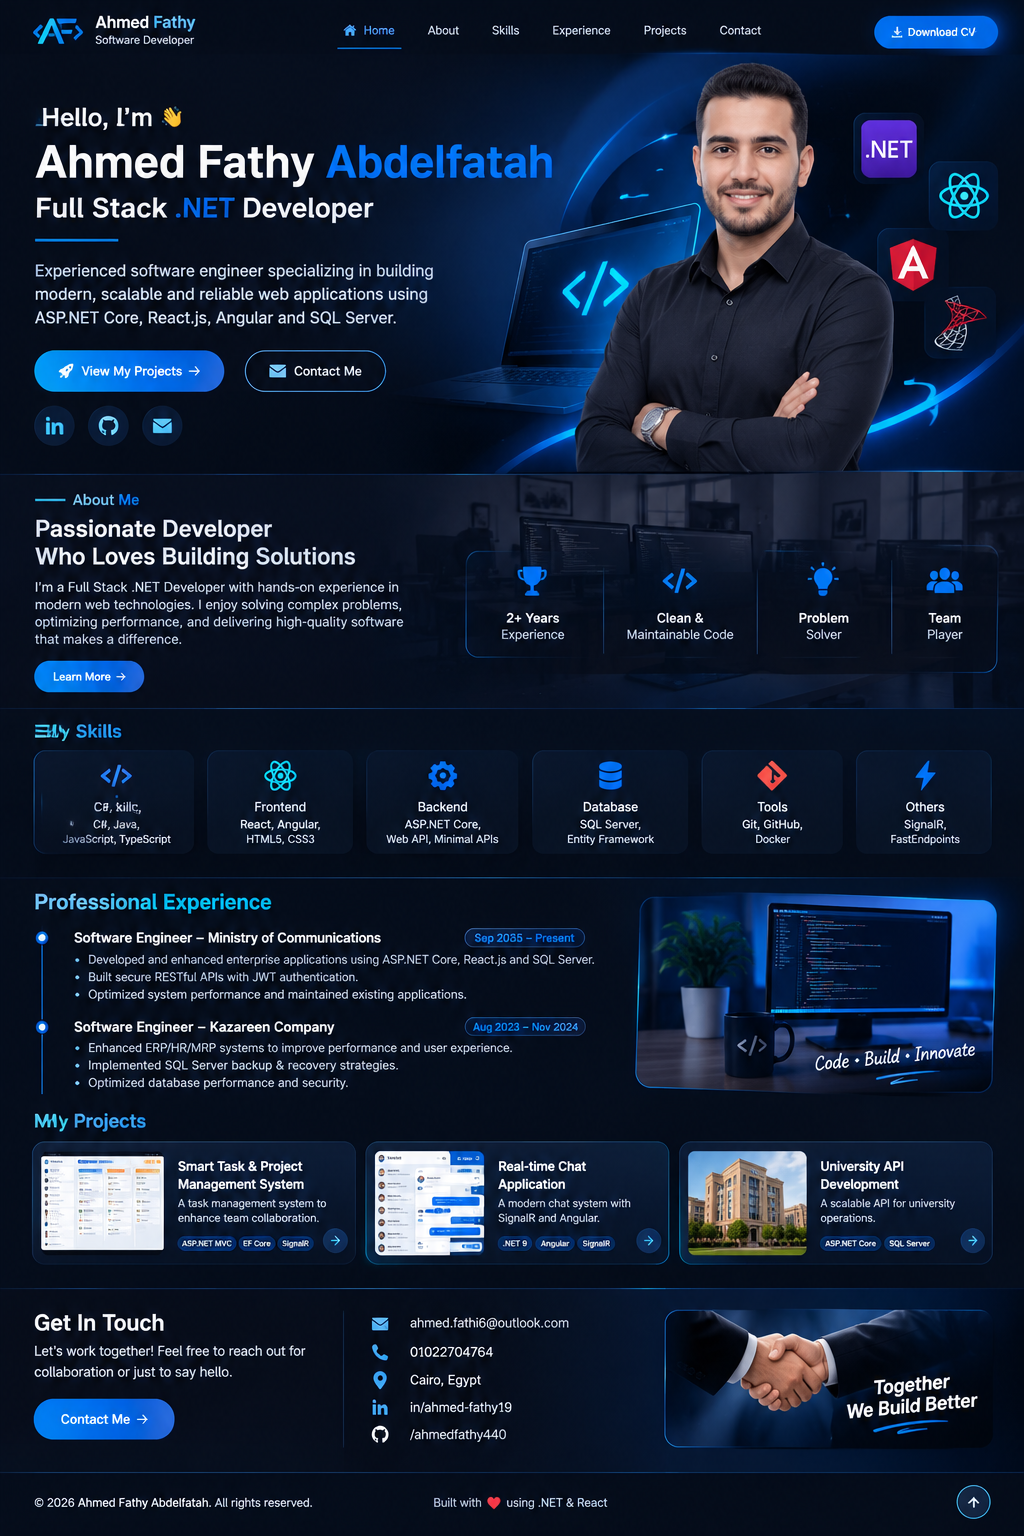 AF
Ahmed Fathy
Software Developer
Home
About
Skills
Experience
Projects
Contact
Download CV
Hello, I'm 👋
Ahmed Fathy Abdelfatah
Full Stack .NET Developer
Experienced software engineer specializing in building
modern, scalable and reliable web applications using
ASP.NET Core, React.js, Angular and SQL Server.
View My Projects →
Contact Me
in
</>
.NET
A
About Me
Passionate Developer
Who Loves Building Solutions
I'm a Full Stack .NET Developer with hands-on experience in
modern web technologies. I enjoy solving complex problems,
optimizing performance, and delivering high-quality software
that makes a difference.
Learn More →
</>
2+ Years
Experience
Clean &
Maintainable Code
Problem
Solver
Team
Player
Skills
</>
C#,
C#, Java,
JavaScript, TypeScript
Frontend
React, Angular,
HTML5, CSS3
Backend
ASP.NET Core,
Web API, Minimal APIs
Database
SQL Server,
Entity Framework
Tools
Git, GitHub,
Docker
Others
SignalR,
FastEndpoints
Professional Experience
Software Engineer – Ministry of Communications
Sep 2035 – Present
• Developed and enhanced enterprise applications using ASP.NET Core, React.js and SQL Server.
• Built secure RESTful APIs with JWT authentication.
• Optimized system performance and maintained existing applications.
Software Engineer – Kazareen Company
Aug 2023 – Nov 2024
• Enhanced ERP/HR/MRP systems to improve performance and user experience.
• Implemented SQL Server backup & recovery strategies.
• Optimized database performance and security.
</>
Code • Build • Innovate
My Projects
Smart Task & Project
Management System
A task management system to
enhance team collaboration.
ASP.NET MVC
EF Core
SignalR
Real-time Chat
Application
A modern chat system with
SignalR and Angular.
.NET 9
Angular
SignalR
University API
Development
A scalable API for university
operations.
ASP.NET Core
SQL Server
Get In Touch
Let's work together! Feel free to reach out for
collaboration or just to say hello.
Contact Me →
ahmed.fathi6@outlook.com
01022704764
Cairo, Egypt
in/ahmed-fathy19
/ahmedfathy440
Together
We Build Better
© 2026 Ahmed Fathy Abdelfatah. All rights reserved.
Built with ❤️ using .NET & React